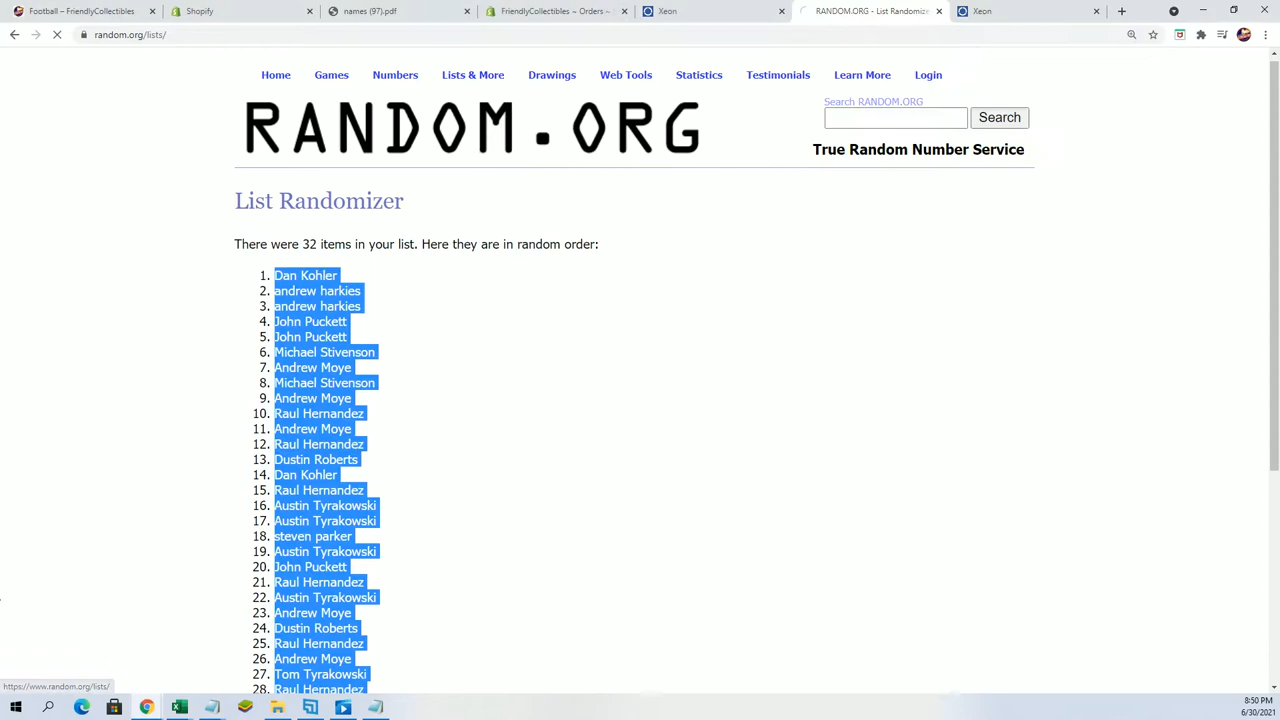 Football – FriendlyCollectibles
Shopify
names (97).pdf
FriendlyCollectibles ~ Orders ~ S
Xeon
RANDOM.ORG - List Randomize
Xeon
random.org/lists/
Home Games Numbers Lists & More Drawings Web Tools Statistics Testimonials Learn More Login
RANDOM.ORG
Search RANDOM.ORG
Search
True Random Number Service
List Randomizer
There were 32 items in your list. Here they are in random order:
1. Dan Kohler
2. andrew harkies
3. andrew harkies
4. John Puckett
5. John Puckett
6. Michael Stivenson
7. Andrew Moye
8. Michael Stivenson
9. Andrew Moye
10. Raul Hernandez
11. Andrew Moye
12. Raul Hernandez
13. Dustin Roberts
14. Dan Kohler
15. Raul Hernandez
16. Austin Tyrakowski
17. Austin Tyrakowski
18. steven parker
19. Austin Tyrakowski
20. John Puckett
21. Raul Hernandez
22. Austin Tyrakowski
23. Andrew Moye
24. Dustin Roberts
25. Raul Hernandez
26. Andrew Moye
27. Tom Tyrakowski
28. Raul Hernandez
https://www.random.org/lists/
8:50 PM
6/30/2021